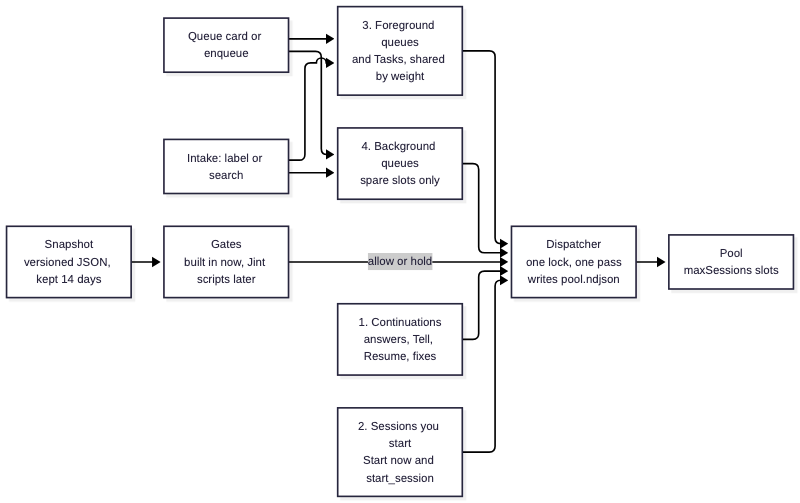 Queue card or
enqueue
3. Foreground
queues
and Tasks, shared
by weight
Intake: label or
search
4. Background
queues
spare slots only
Snapshot
versioned JSON,
kept 14 days
Gates
built in now, Jint
scripts later
allow or hold
Dispatcher
one lock, one pass
writes pool.ndjson
Pool
maxSessions slots
1. Continuations
answers, Tell,
Resume, fixes
2. Sessions you
start
Start now and
start_session